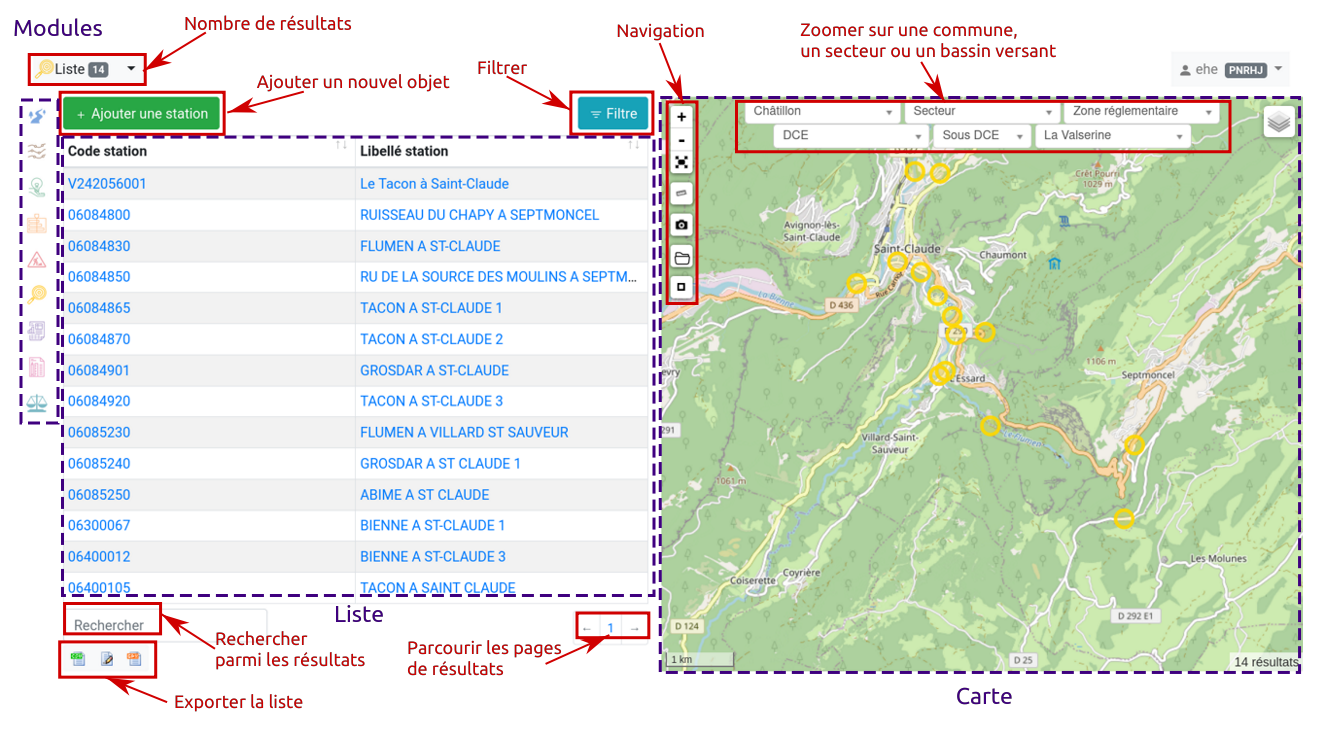 Modules
Nombre de résultats
Navigation
Zoomer sur une commune,
un secteur ou un bassin versant
Liste 14
Ajouter un nouvel objet
Filtrer
ehe PNRHJ
+ Ajouter une station
Filtre
Code station
Libellé station
V242056001
Le Tacon à Saint-Claude
06084800
RUISSEAU DU CHAPY A SEPTMONCEL
06084830
FLUMEN A ST-CLAUDE
06084850
RU DE LA SOURCE DES MOULINS A SEPTM...
06084865
TACON A ST-CLAUDE 1
06084870
TACON A ST-CLAUDE 2
06084901
GROSDAR A ST-CLAUDE
06084920
TACON A ST-CLAUDE 3
06085230
FLUMEN A VILLARD ST SAUVEUR
06085240
GROSDAR A ST CLAUDE 1
06085250
ABIME A ST CLAUDE
06300067
BIENNE A ST-CLAUDE 1
06400012
BIENNE A ST-CLAUDE 3
06400105
TACON A SAINT CLAUDE
Rechercher
Liste
Rechercher
parmi les résultats
← 1 →
Parcourir les pages
de résultats
Exporter la liste
+
-
Châtillon
Secteur
Zone réglementaire
DCE
Sous DCE
La Valserine
Crêt Pourri
1029 m
Avignon-lès-
Saint-Claude
Saint-Claude
Chaumont
La Bienne
Rue Carnot
D 436
D 290
1106 m
Septmoncel
L'Essard
291
Villard-Saint-
Sauveur
Le Flumen
1061 m
Les Molunes
Coyrière
Coiserette
D 292 E1
D 124
D 25
1 km
14 résultats
Carte